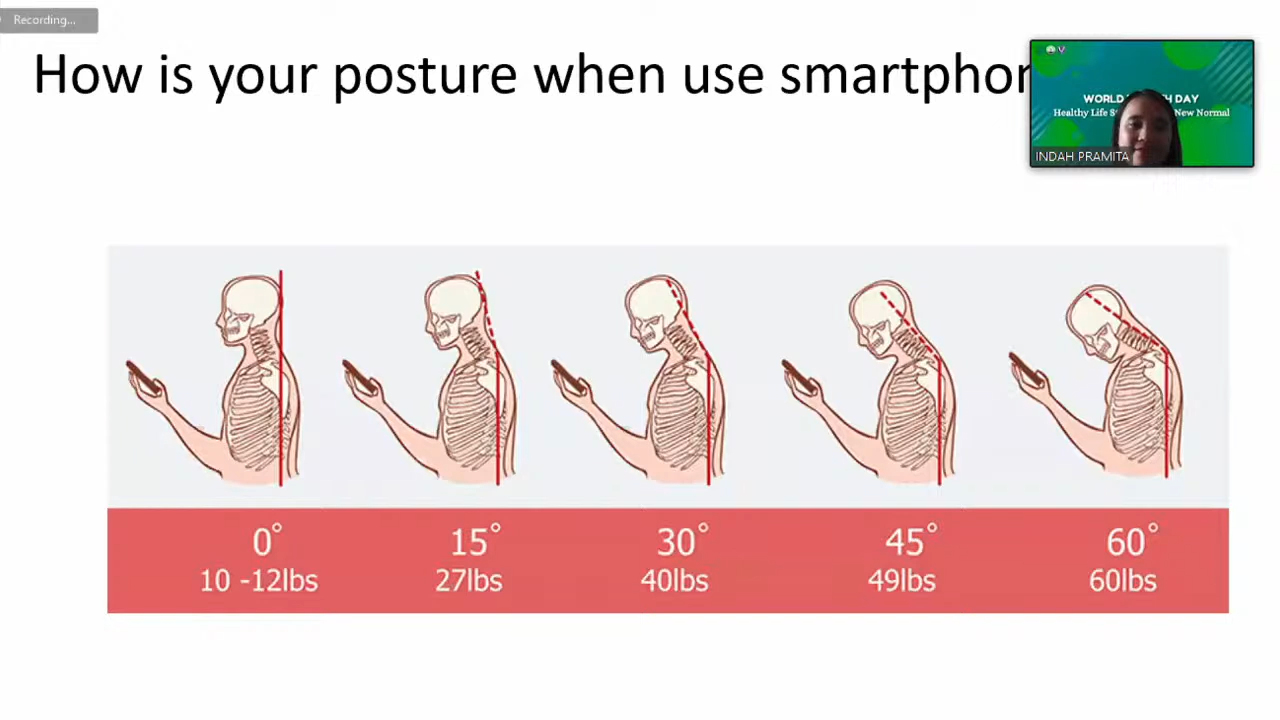 Recording...
How is your posture when use smartphon
WORLD DAY
Healthy Life New Normal
INDAH PRAMITA
0° 15° 30° 45° 60°
10 -12lbs 27lbs 40lbs 49lbs 60lbs